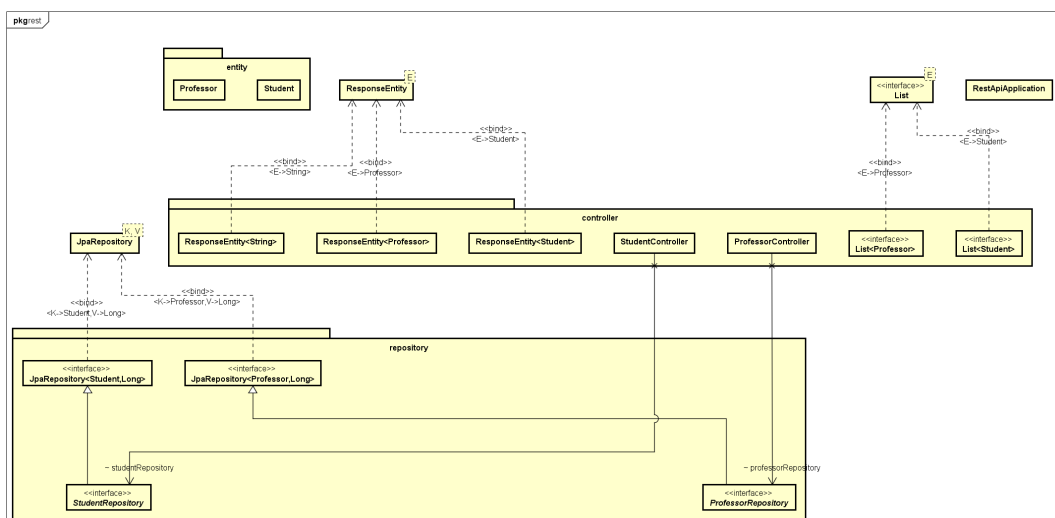 pkg rest
entity
Professor
Student
ResponseEntity
E
<<interface>>
List
E
RestApiApplication
<<bind>>
<E->Student>
<<bind>>
<E->Student>
<<bind>>
<E->String>
<<bind>>
<E->Professor>
<<bind>>
<E->Professor>
controller
ResponseEntity<String>
ResponseEntity<Professor>
ResponseEntity<Student>
StudentController
ProfessorController
<<interface>>
List<Professor>
<<interface>>
List<Student>
K, V
JpaRepository
<<bind>>
<K->Student,V->Long>
<<bind>>
<K->Professor,V->Long>
repository
<<interface>>
JpaRepository<Student,Long>
<<interface>>
JpaRepository<Professor,Long>
- studentRepository
- professorRepository
<<interface>>
StudentRepository
<<interface>>
ProfessorRepository